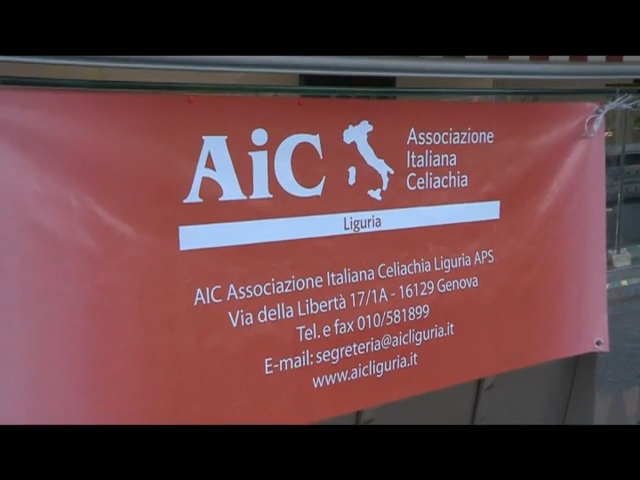 AiC
Associazione
Italiana
Celiachia
Liguria
AIC Associazione Italiana Celiachia Liguria APS
Via della Libertà 17/1A - 16129 Genova
Tel. e fax 010/581899
E-mail: segreteria@aicliguria.it
www.aicliguria.it